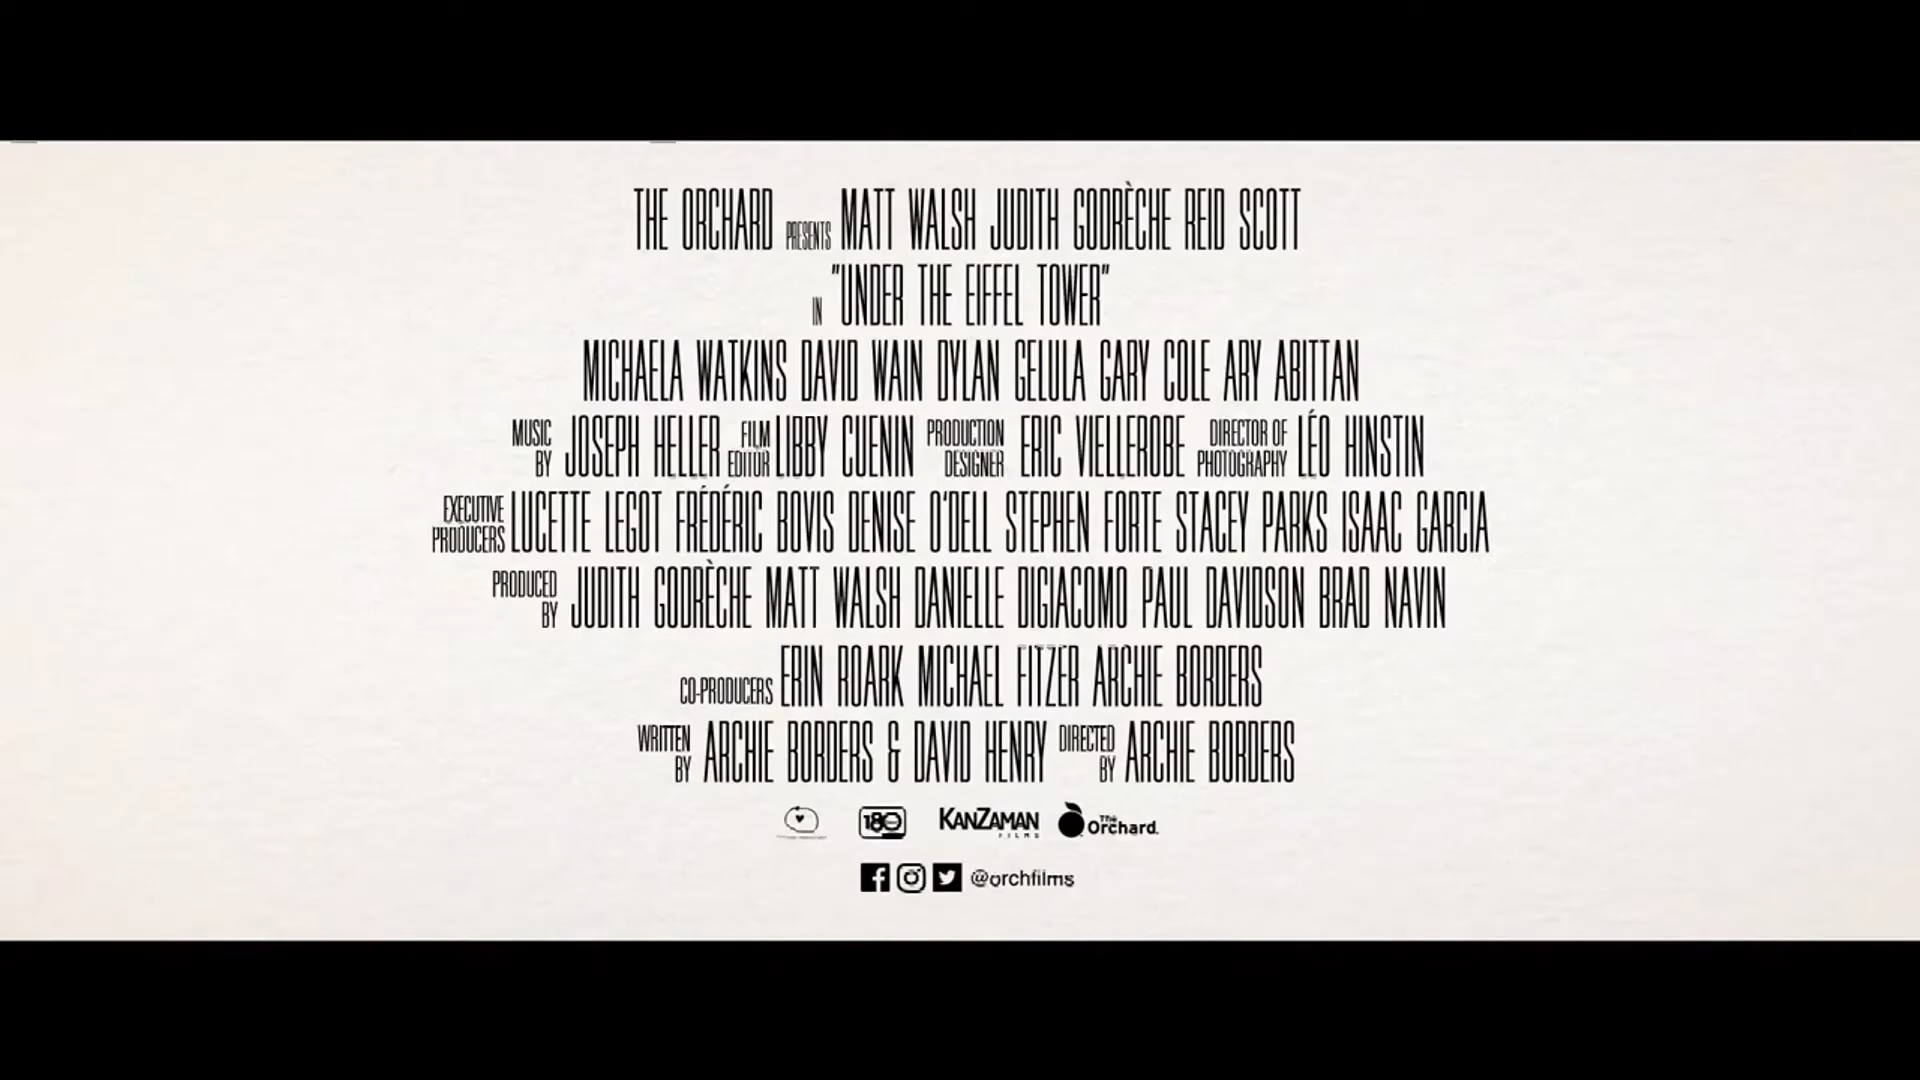 THE ORCHARD PRESENTS MATT WALSH JUDITH GODRÈCHE REID SCOTT
IN "UNDER THE EIFFEL TOWER"
MICHAELA WATKINS DAVID WAIN DYLAN GELULA GARY COLE ARY ABITTAN
MUSIC BY JOSEPH HELLER FILM EDITOR LIBBY CUENIN PRODUCTION DESIGNER ERIC VIELLEROBE DIRECTOR OF PHOTOGRAPHY LÉO HINSTIN
EXECUTIVE PRODUCERS LUCETTE LEGOT FRÉDÉRIC BOVIS DENISE O'DELL STEPHEN FORTE STACEY PARKS ISAAC GARCIA
PRODUCED BY JUDITH GODRÈCHE MATT WALSH DANIELLE DIGIACOMO PAUL DAVIDSON BRAD NAVIN
CO-PRODUCERS ERIN ROARK MICHAEL FITZER ARCHIE BORDERS
WRITTEN BY ARCHIE BORDERS & DAVID HENRY DIRECTED BY ARCHIE BORDERS
180 KANZAMAN FILMS The Orchard.
@orchfilms